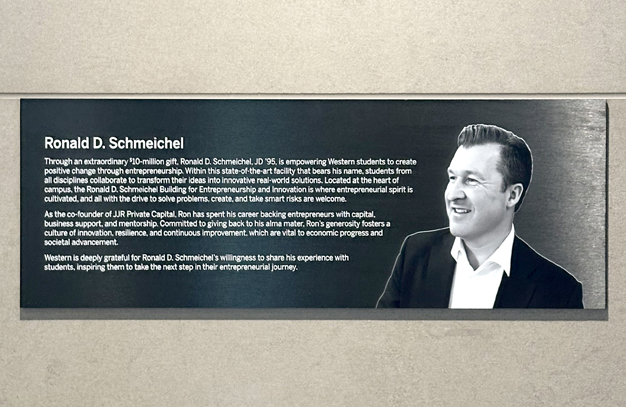 Ronald D. Schmeichel
Through an extraordinary $10-million gift, Ronald D. Schmeichel, JD '95, is empowering Western students to create
positive change through entrepreneurship. Within this state-of-the-art facility that bears his name, students from
all disciplines collaborate to transform their ideas into innovative real-world solutions. Located at the heart of
campus, the Ronald D. Schmeichel Building for Entrepreneurship and Innovation is where entrepreneurial spirit is
cultivated, and all with the drive to solve problems, create, and take smart risks are welcome.
As the co-founder of JJR Private Capital, Ron has spent his career backing entrepreneurs with capital,
business support, and mentorship. Committed to giving back to his alma mater, Ron's generosity fosters a
culture of innovation, resilience, and continuous improvement, which are vital to economic progress and
societal advancement.
Western is deeply grateful for Ronald D. Schmeichel's willingness to share his experience with
students, inspiring them to take the next step in their entrepreneurial journey.